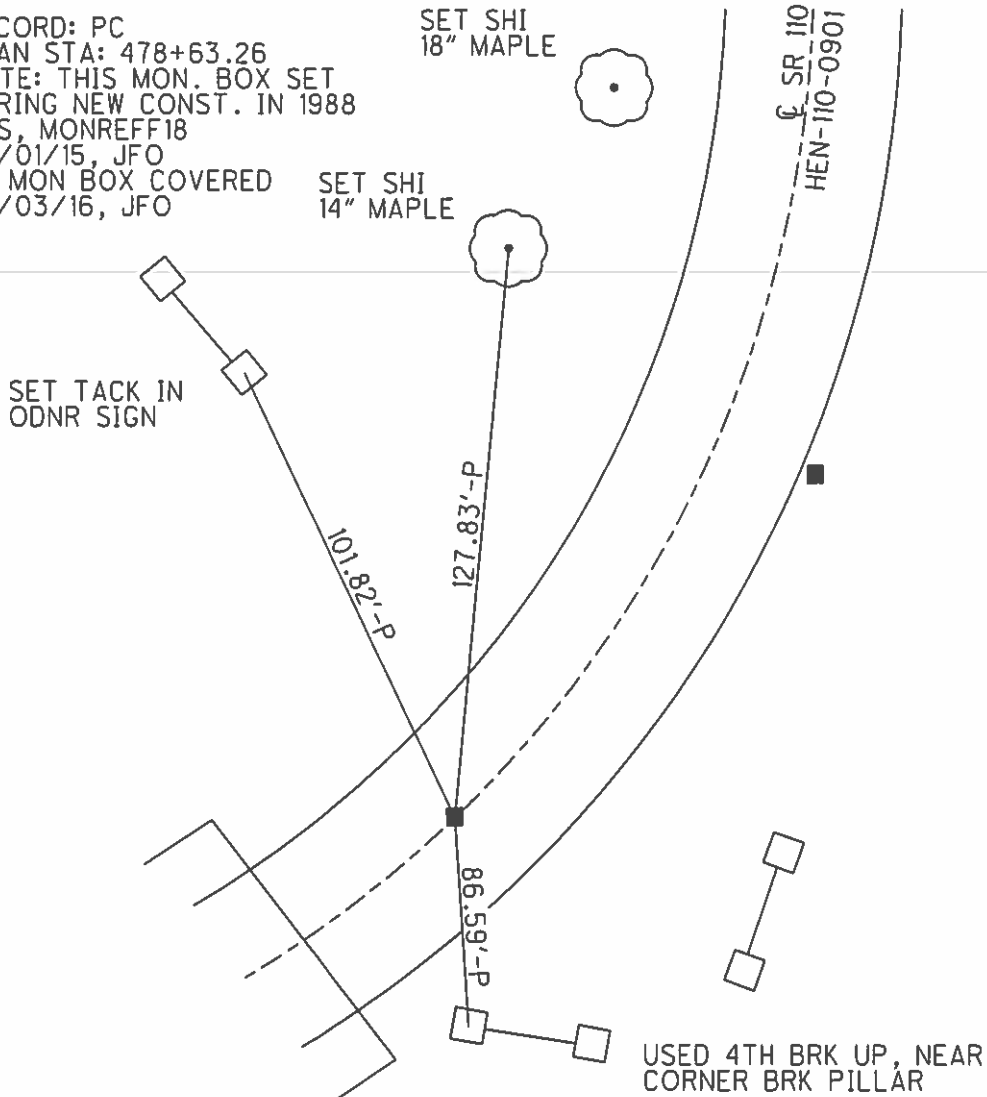 CORD: PC
AN STA: 478+63.26
TE: THIS MON. BOX SET
RING NEW CONST. IN 1988
S, MONREFF18
/01/15, JFO
MON BOX COVERED
/03/16, JFO
SET SHI
18" MAPLE
SET SHI
14" MAPLE
℄ SR 110
HEN-110-0901
SET TACK IN
ODNR SIGN
101.82'-P
127.83'-P
86.59'-P
USED 4TH BRK UP, NEAR
CORNER BRK PILLAR